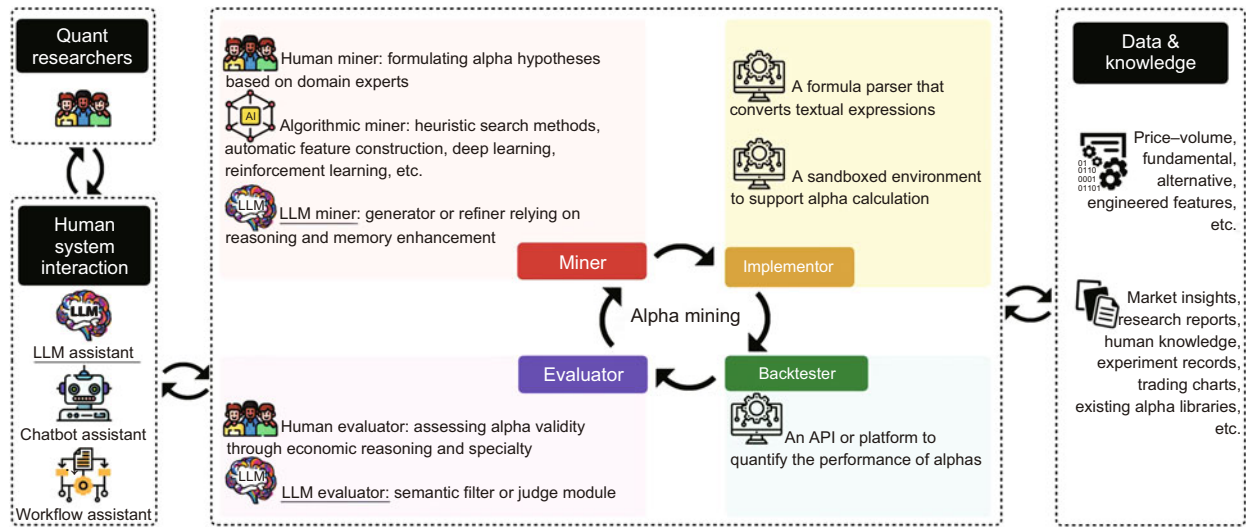 Quant
researchers
Human
system
interaction
LLM
LLM assistant
Chatbot assistant
Workflow assistant
Human miner: formulating alpha hypotheses
based on domain experts
AI
Algorithmic miner: heuristic search methods,
automatic feature construction, deep learning,
reinforcement learning, etc.
LLM
LLM miner: generator or refiner relying on
reasoning and memory enhancement
Miner
A formula parser that
converts textual expressions
A sandboxed environment
to support alpha calculation
Implementor
Alpha mining
Evaluator
Human evaluator: assessing alpha validity
through economic reasoning and specialty
LLM
LLM evaluator: semantic filter or judge module
Backtester
An API or platform to
quantify the performance of alphas
Data &
knowledge
01
0110
0001
01101
Price–volume,
fundamental,
alternative,
engineered features,
etc.
Market insights,
research reports,
human knowledge,
experiment records,
trading charts,
existing alpha libraries,
etc.